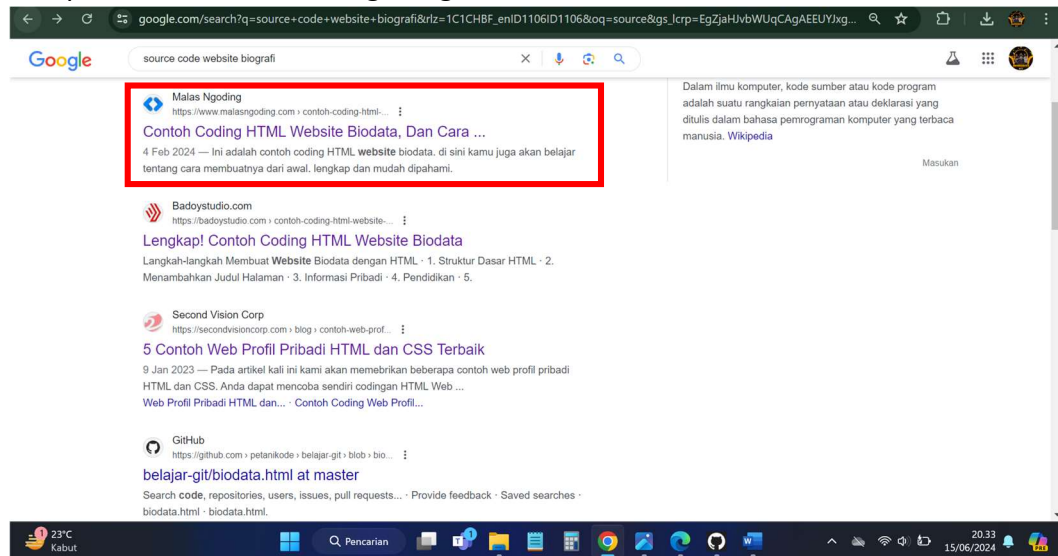 google.com/search?q=source+code+website+biografi&rlz=1C1CHBF_enID1106ID1106&oq=source&gs_lcrp=EgZjaHJvbWUqCAgAEEUYJxg...
Google
source code website biografi
Malas Ngoding
https://www.malasngoding.com › contoh-coding-html-...
Contoh Coding HTML Website Biodata, Dan Cara ...
4 Feb 2024 — Ini adalah contoh coding HTML website biodata. di sini kamu juga akan belajar
tentang cara membuatnya dari awal. lengkap dan mudah dipahami.
Badoystudio.com
https://badoystudio.com › contoh-coding-html-website-...
Lengkap! Contoh Coding HTML Website Biodata
Langkah-langkah Membuat Website Biodata dengan HTML · 1. Struktur Dasar HTML · 2.
Menambahkan Judul Halaman · 3. Informasi Pribadi · 4. Pendidikan · 5.
Second Vision Corp
https://secondvisioncorp.com › blog › contoh-web-prof...
5 Contoh Web Profil Pribadi HTML dan CSS Terbaik
9 Jan 2023 — Pada artikel kali ini kami akan memebrikan beberapa contoh web profil pribadi
HTML dan CSS. Anda dapat mencoba sendiri codingan HTML Web ...
Web Profil Pribadi HTML dan... · Contoh Coding Web Profil...
GitHub
https://github.com › petanikode › belajar-git › blob › bio...
belajar-git/biodata.html at master
Search code, repositories, users, issues, pull requests... · Provide feedback · Saved searches ·
biodata.html · biodata.html.
Dalam ilmu komputer, kode sumber atau kode program
adalah suatu rangkaian pernyataan atau deklarasi yang
ditulis dalam bahasa pemrograman komputer yang terbaca
manusia. Wikipedia
Masukan
1
23°C
Kabut
Pencarian
20.33
15/06/2024